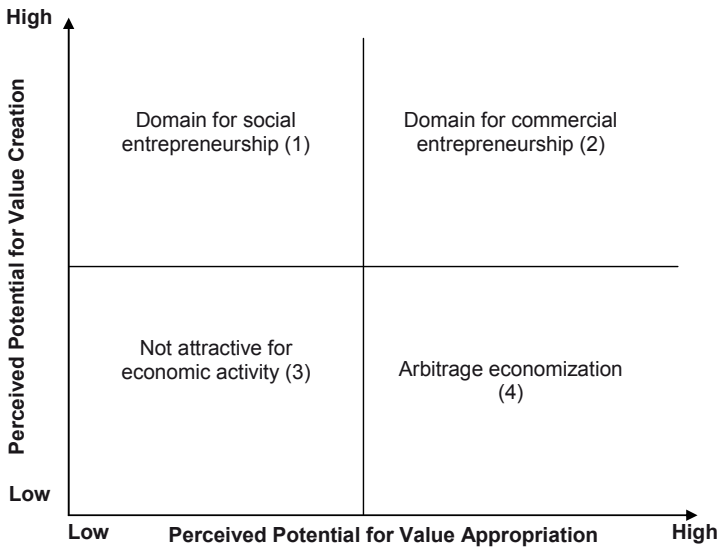 High
Perceived Potential for Value Creation
Domain for social
entrepreneurship (1)
Domain for commercial
entrepreneurship (2)
Not attractive for
economic activity (3)
Arbitrage economization
(4)
Low
Low
Perceived Potential for Value Appropriation
High